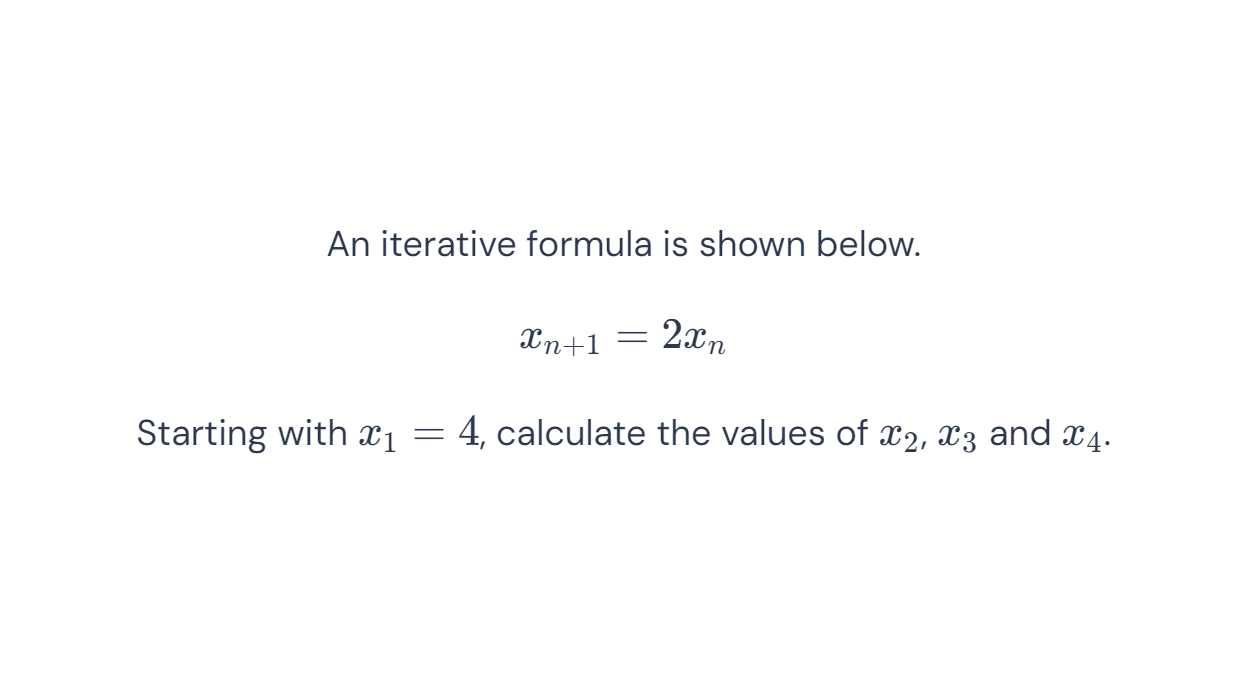 An iterative formula is shown below.
$x_{n+1} = 2x_n$
Starting with $x_1 = 4$, calculate the values of $x_2$, $x_3$ and $x_4$.